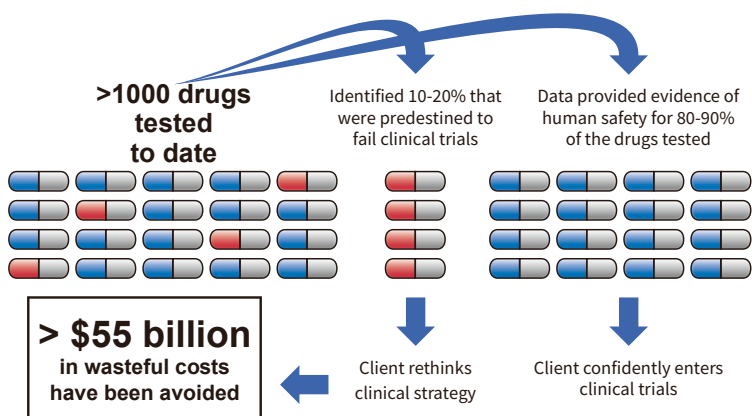 >1000 drugs
tested
to date
Identified 10-20% that
were predestined to
fail clinical trials
Data provided evidence of
human safety for 80-90%
of the drugs tested
> $55 billion
in wasteful costs
have been avoided
Client rethinks
clinical strategy
Client confidently enters
clinical trials